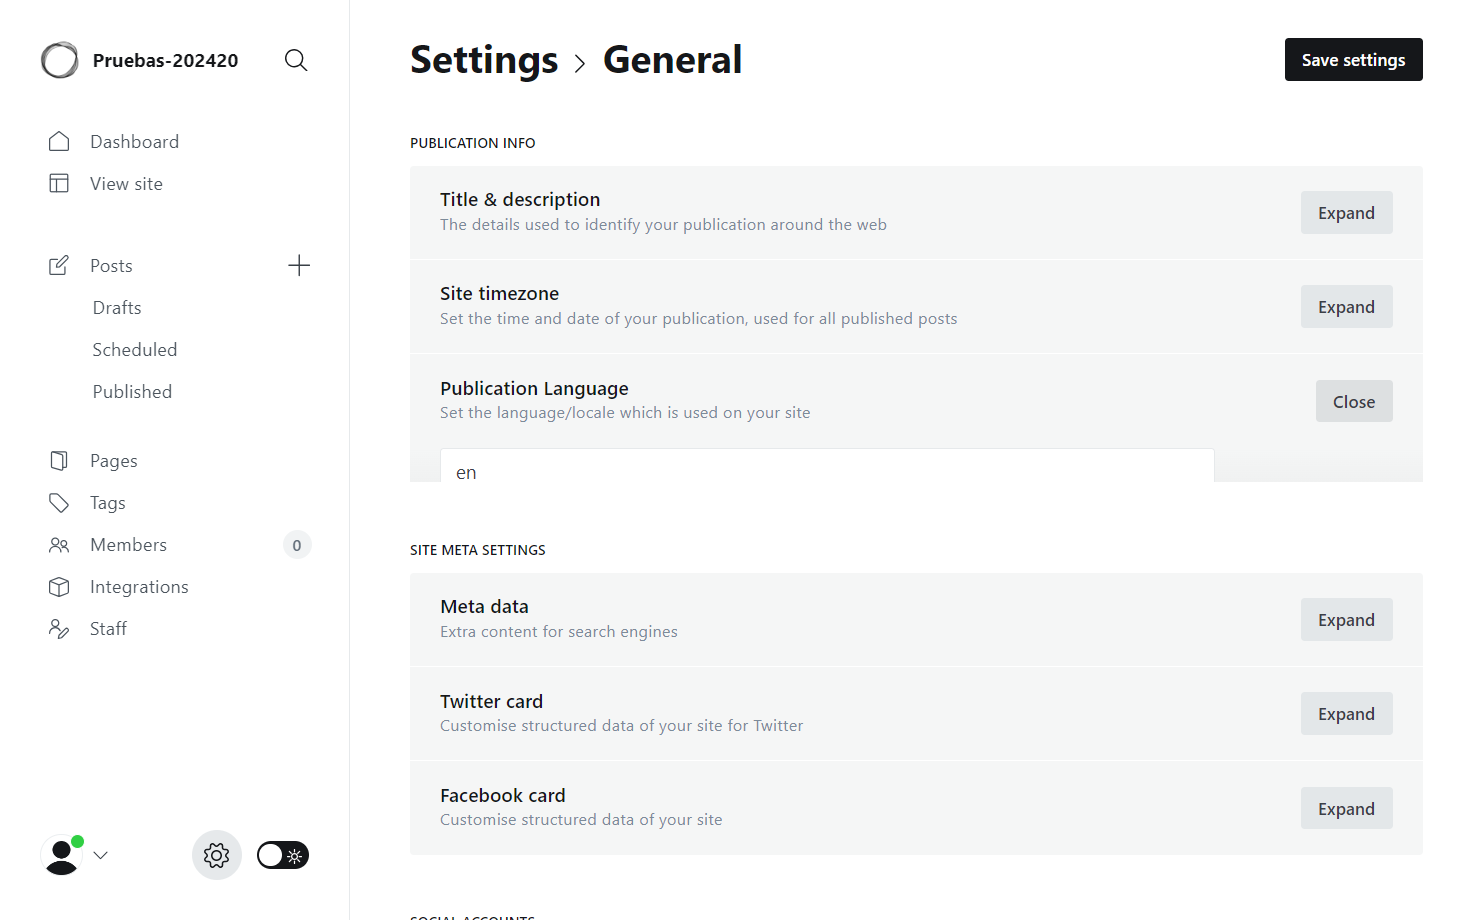 Pruebas-202420
Dashboard
View site
Posts
Drafts
Scheduled
Published
Pages
Tags
Members
0
Integrations
Staff
Settings
General
Save settings
PUBLICATION INFO
Title & description
The details used to identify your publication around the web
Expand
Site timezone
Set the time and date of your publication, used for all published posts
Expand
Publication Language
Set the language/locale which is used on your site
Close
en
SITE META SETTINGS
Meta data
Extra content for search engines
Expand
Twitter card
Customise structured data of your site for Twitter
Expand
Facebook card
Customise structured data of your site
Expand
SOCIAL ACCOUNTS